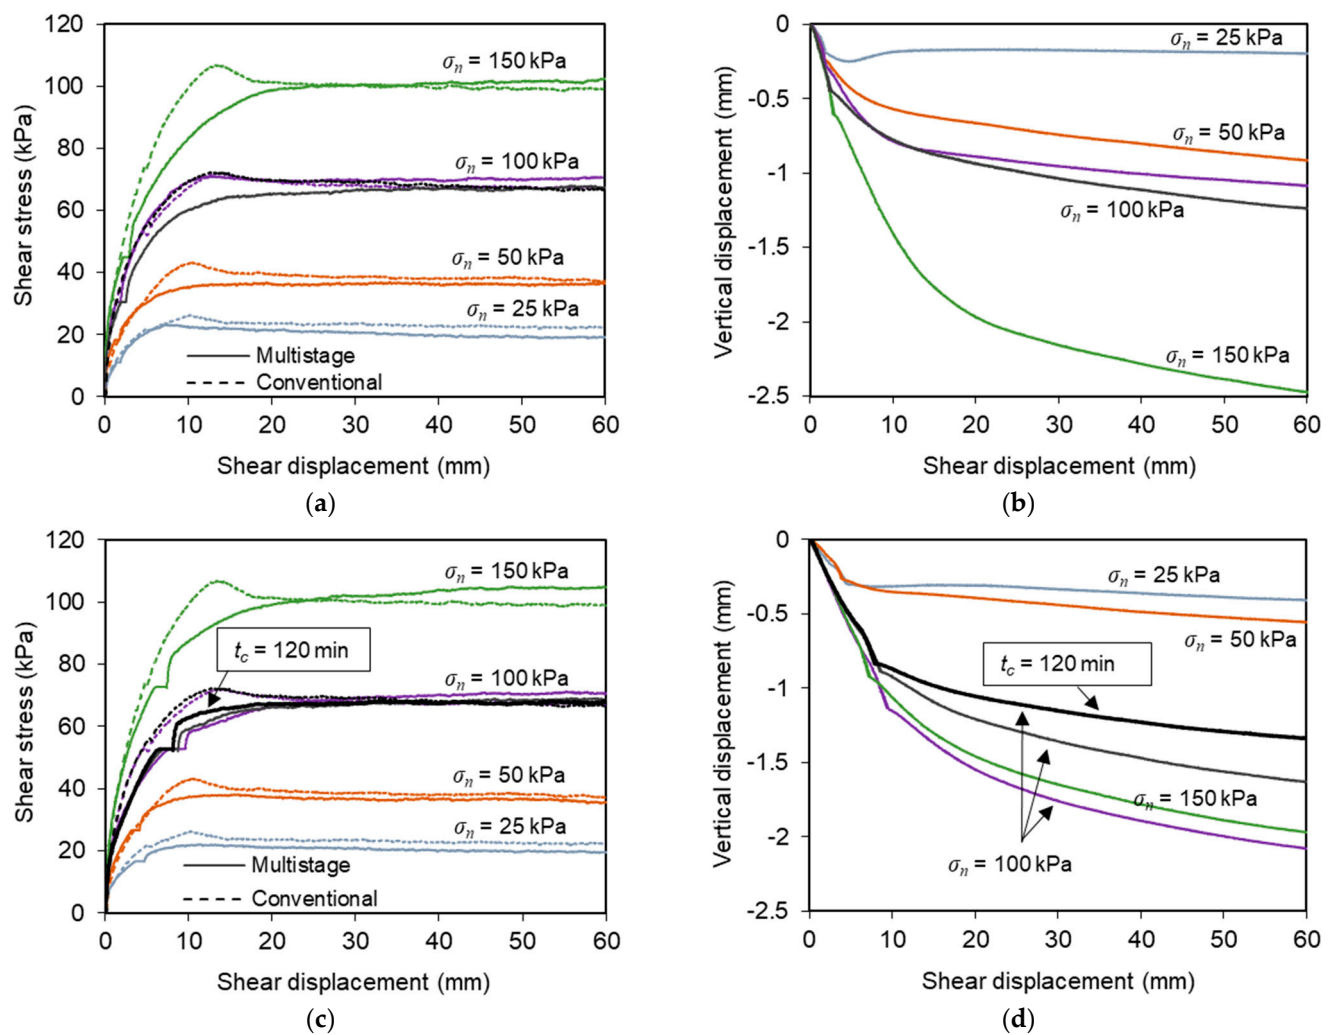 120
100
80
60
40
20
0
Shear stress (kPa)
σn = 150 kPa
σn = 100 kPa
σn = 50 kPa
σn = 25 kPa
Multistage
Conventional
0 10 20 30 40 50 60
Shear displacement (mm)
(a)
0
-0.5
-1
-1.5
-2
-2.5
Vertical displacement (mm)
σn = 25 kPa
σn = 50 kPa
σn = 100 kPa
σn = 150 kPa
0 10 20 30 40 50 60
Shear displacement (mm)
(b)
120
100
80
60
40
20
0
Shear stress (kPa)
σn = 150 kPa
tc = 120 min
σn = 100 kPa
σn = 50 kPa
σn = 25 kPa
Multistage
Conventional
0 10 20 30 40 50 60
Shear displacement (mm)
(c)
0
-0.5
-1
-1.5
-2
-2.5
Vertical displacement (mm)
σn = 25 kPa
σn = 50 kPa
tc = 120 min
σn = 150 kPa
σn = 100 kPa
0 10 20 30 40 50 60
Shear displacement (mm)
(d)